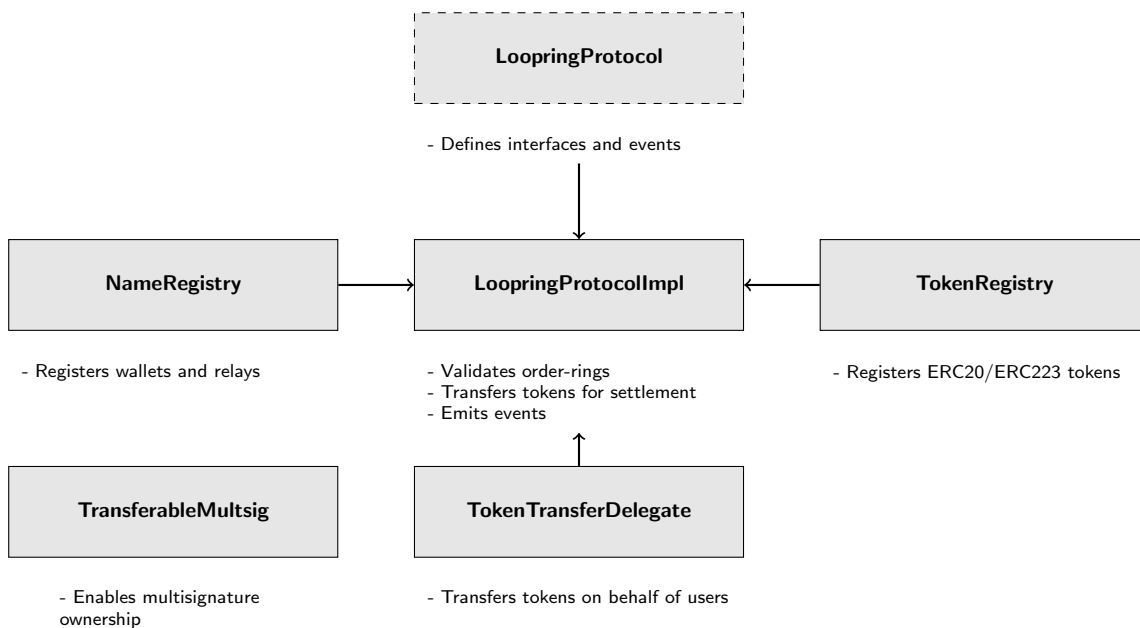 LoopringProtocol
- Defines interfaces and events
NameRegistry
LoopringProtocolImpl
TokenRegistry
- Registers wallets and relays
- Validates order-rings
- Transfers tokens for settlement
- Emits events
- Registers ERC20/ERC223 tokens
TransferableMultsig
TokenTransferDelegate
- Enables multisignature
ownership
- Transfers tokens on behalf of users